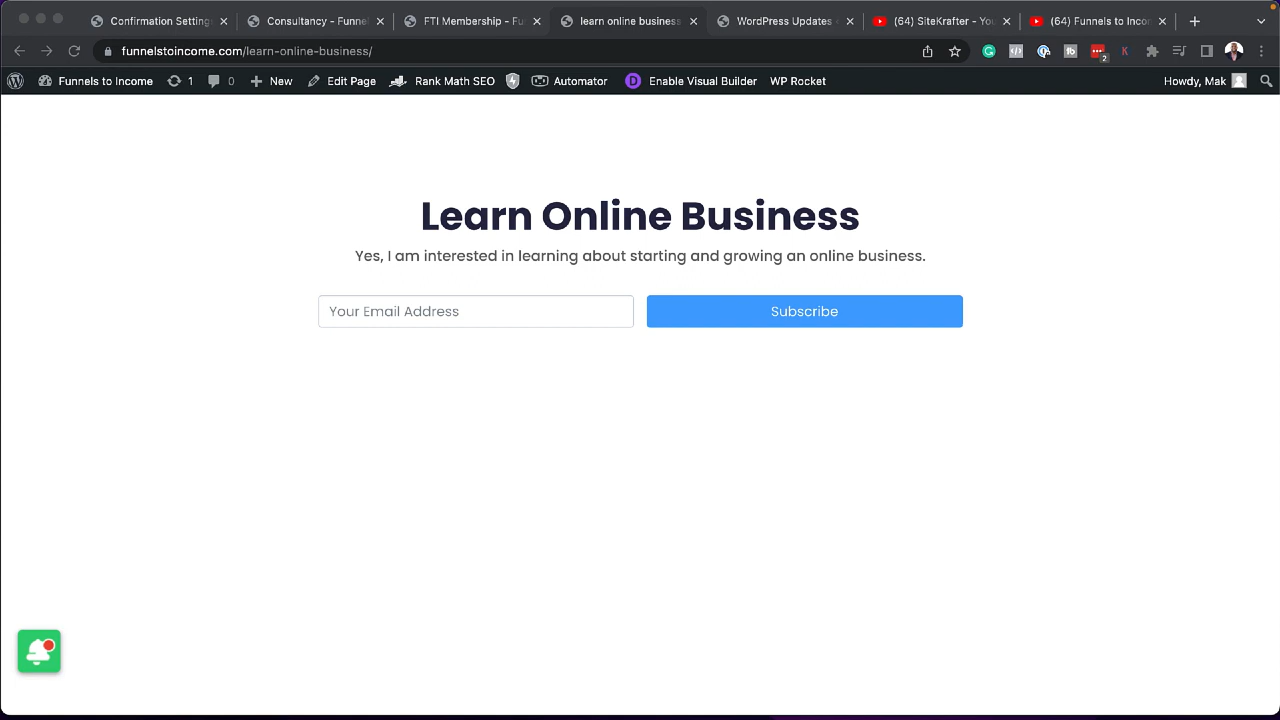 Confirmation Settings
Consultancy - Funnel
FTI Membership - Fu
learn online business
WordPress Updates
(64) SiteKrafter - You
(64) Funnels to Incom
funnelstoincome.com/learn-online-business/
2
Funnels to Income 1 0 New Edit Page Rank Math SEO Automator Enable Visual Builder WP Rocket Howdy, Mak
Learn Online Business
Yes, I am interested in learning about starting and growing an online business.
Your Email Address
Subscribe